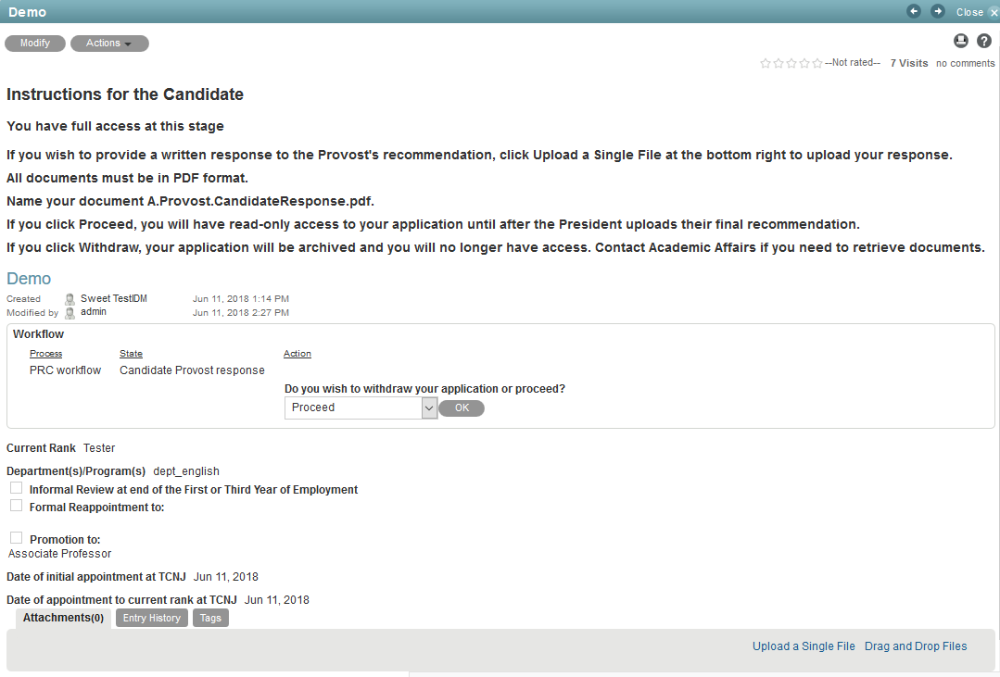 Demo
Close
Modify
Actions
--Not rated-- 7 Visits no comments
Instructions for the Candidate
You have full access at this stage
If you wish to provide a written response to the Provost's recommendation, click Upload a Single File at the bottom right to upload your response.
All documents must be in PDF format.
Name your document A.Provost.CandidateResponse.pdf.
If you click Proceed, you will have read-only access to your application until after the President uploads their final recommendation.
If you click Withdraw, your application will be archived and you will no longer have access. Contact Academic Affairs if you need to retrieve documents.
Demo
Created Sweet TestIDM Jun 11, 2018 1:14 PM
Modified by admin Jun 11, 2018 2:27 PM
Workflow
Process State Action
PRC workflow Candidate Provost response
Do you wish to withdraw your application or proceed?
Proceed OK
Current Rank Tester
Department(s)/Program(s) dept_english
Informal Review at end of the First or Third Year of Employment
Formal Reappointment to:
Promotion to:
Associate Professor
Date of initial appointment at TCNJ Jun 11, 2018
Date of appointment to current rank at TCNJ Jun 11, 2018
Attachments(0) Entry History Tags
Upload a Single File Drag and Drop Files